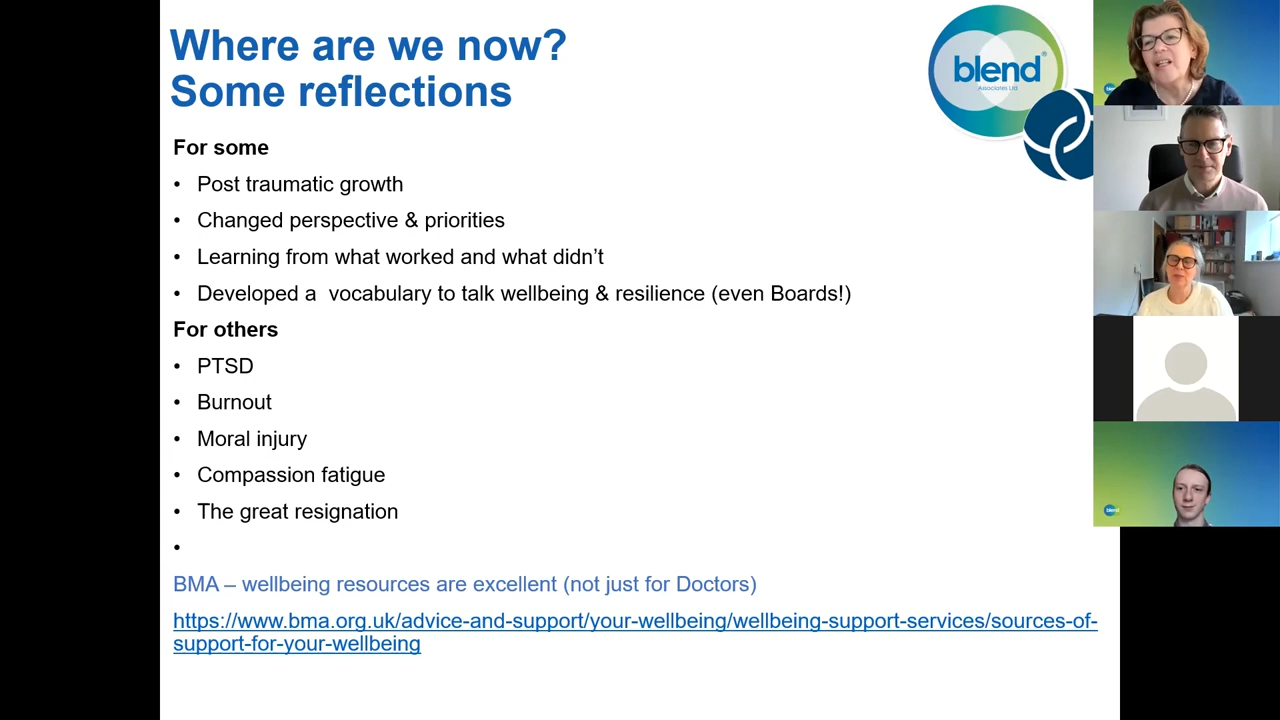 Where are we now?
Some reflections
blend®
Associates Ltd
For some
• Post traumatic growth
• Changed perspective & priorities
• Learning from what worked and what didn’t
• Developed a  vocabulary to talk wellbeing & resilience (even Boards!)
For others
• PTSD
• Burnout
• Moral injury
• Compassion fatigue
• The great resignation
•
BMA – wellbeing resources are excellent (not just for Doctors)
https://www.bma.org.uk/advice-and-support/your-wellbeing/wellbeing-support-services/sources-of-
support-for-your-wellbeing
blend